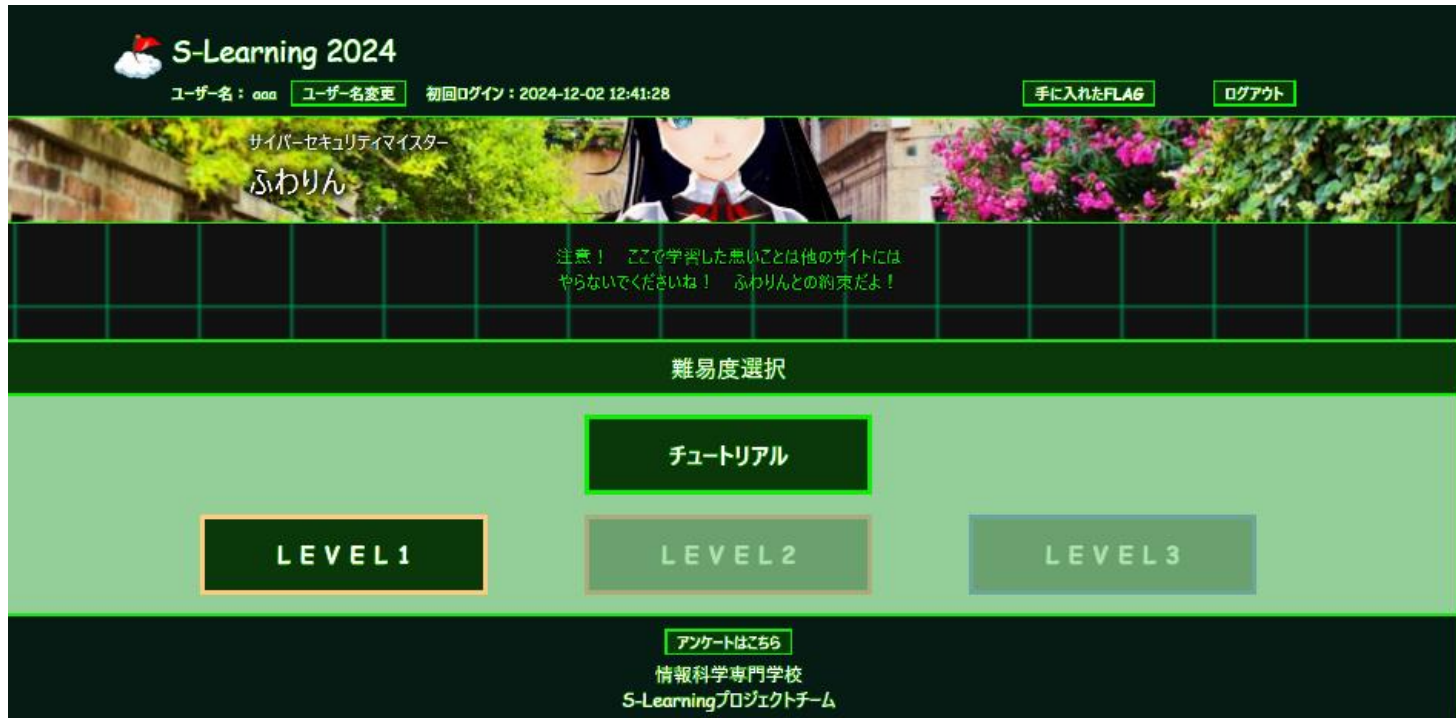 S-Learning 2024
ユーザー名： aaa ユーザー名変更 初回ログイン：2024-12-02 12:41:28 手に入れたFLAG ログアウト
サイバーセキュリティマイスター
ふわりん
注意！　ここで学習した悪いことは他のサイトには
やらないでくださいね！　ふわりんとの約束だよ！
難易度選択
チュートリアル
LEVEL1 LEVEL2 LEVEL3
アンケートはこちら
情報科学専門学校
S-Learningプロジェクトチーム